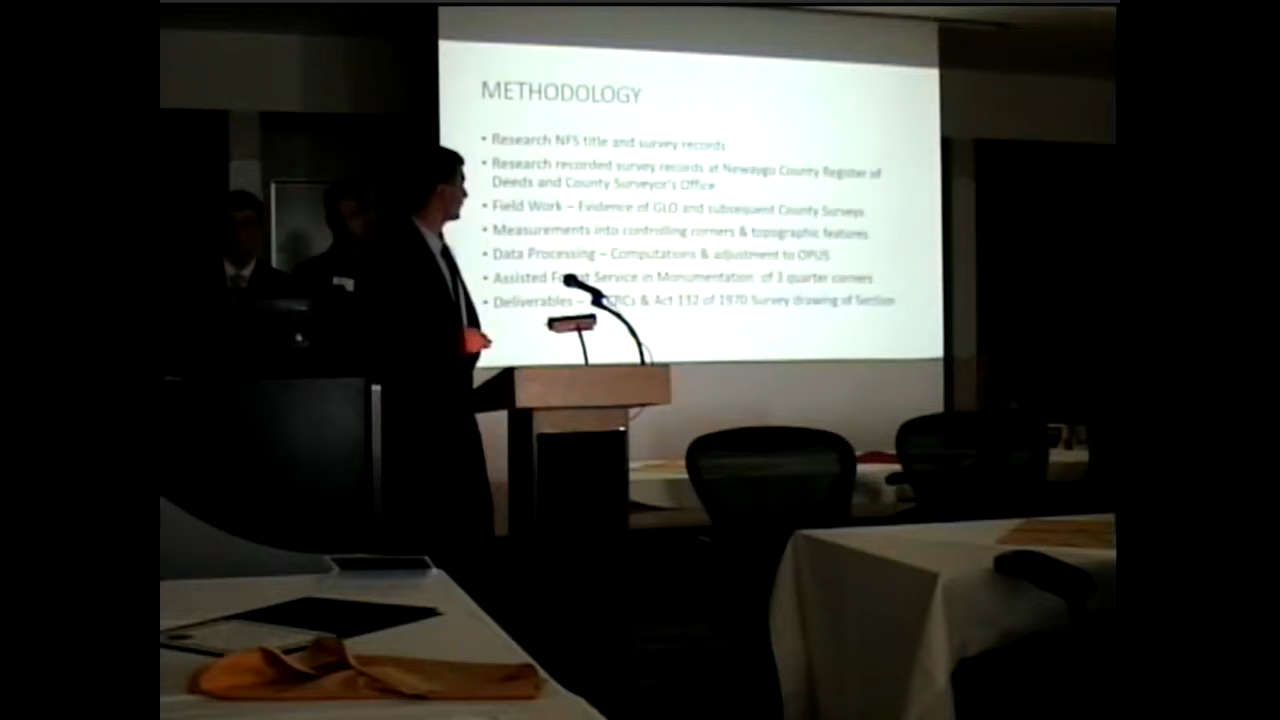 METHODOLOGY
• Research NFS title and survey records
• Research recorded survey records at Newaygo County Register of
Deeds and County Surveyor's Office
• Field Work – Evidence of GLO and subsequent County Surveys
• Measurements into controlling corners & topographic features
• Data Processing – Computations & adjustment to OPUS
• Assisted Forest Service in Monumentation of 3 quarter corners
• Deliverables – & Act 132 of 1970 Survey drawing of Section